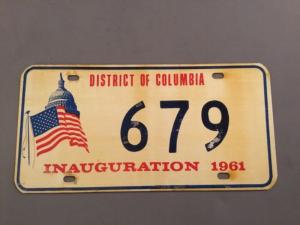 DISTRICT OF COLUMBIA
679
INAUGURATION 1961